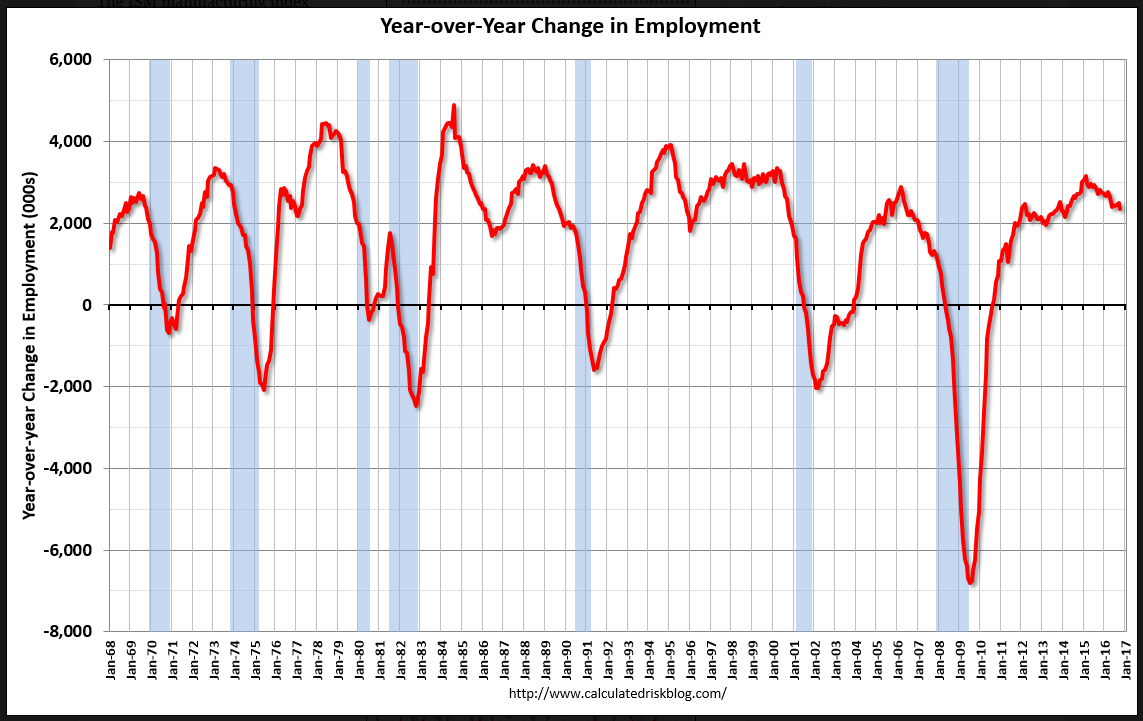 The ISM manufacturing index
Year-over-Year Change in Employment
Year-over-year Change in Employment (000s)
6,000
4,000
2,000
0
-2,000
-4,000
-6,000
-8,000
Jan-68
Jan-69
Jan-70
Jan-71
Jan-72
Jan-73
Jan-74
Jan-75
Jan-76
Jan-77
Jan-78
Jan-79
Jan-80
Jan-81
Jan-82
Jan-83
Jan-84
Jan-85
Jan-86
Jan-87
Jan-88
Jan-89
Jan-90
Jan-91
Jan-92
Jan-93
Jan-94
Jan-95
Jan-96
Jan-97
Jan-98
Jan-99
Jan-00
Jan-01
Jan-02
Jan-03
Jan-04
Jan-05
Jan-06
Jan-07
Jan-08
Jan-09
Jan-10
Jan-11
Jan-12
Jan-13
Jan-14
Jan-15
Jan-16
Jan-17
http://www.calculatedriskblog.com/